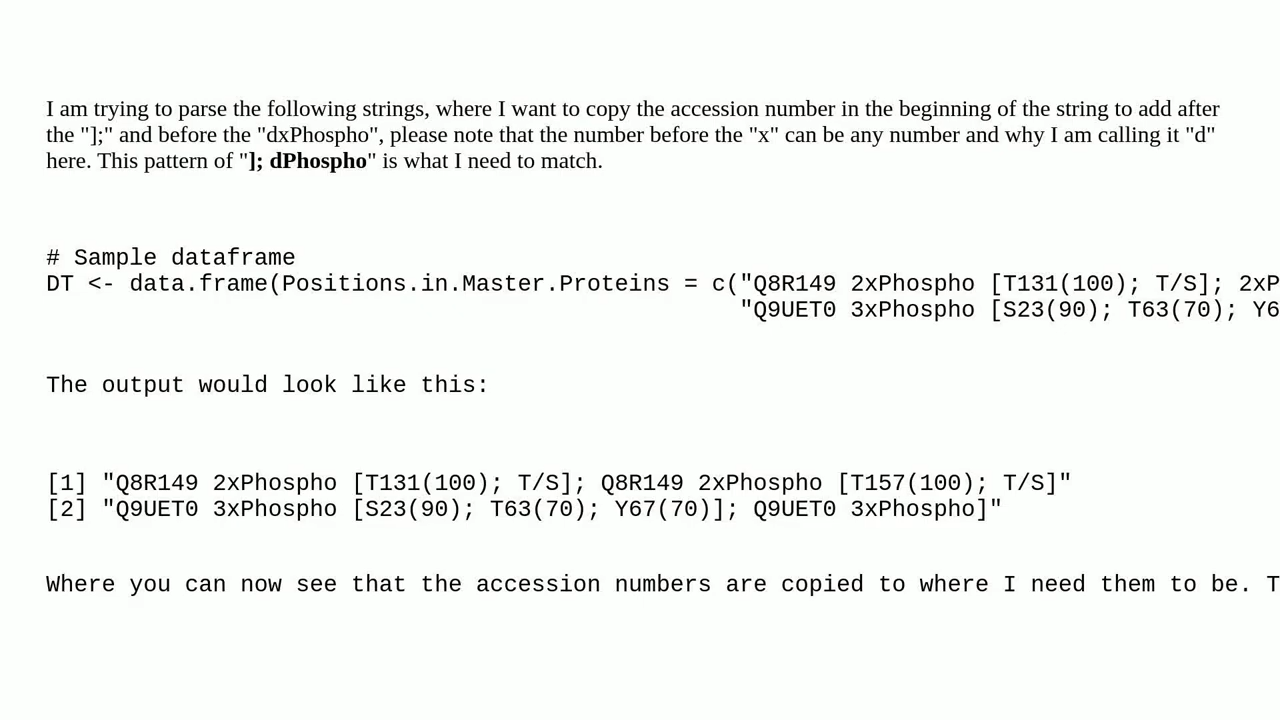 I am trying to parse the following strings, where I want to copy the accession number in the beginning of the string to add after
the "];" and before the "dxPhospho", please note that the number before the "x" can be any number and why I am calling it "d"
here. This pattern of "]; dPhospho" is what I need to match.
# Sample dataframe
DT <- data.frame(Positions.in.Master.Proteins = c("Q8R149 2xPhospho [T131(100); T/S]; 2xP
"Q9UET0 3xPhospho [S23(90); T63(70); Y6
The output would look like this:
[1] "Q8R149 2xPhospho [T131(100); T/S]; Q8R149 2xPhospho [T157(100); T/S]"
[2] "Q9UET0 3xPhospho [S23(90); T63(70); Y67(70)]; Q9UET0 3xPhospho]"
Where you can now see that the accession numbers are copied to where I need them to be. T